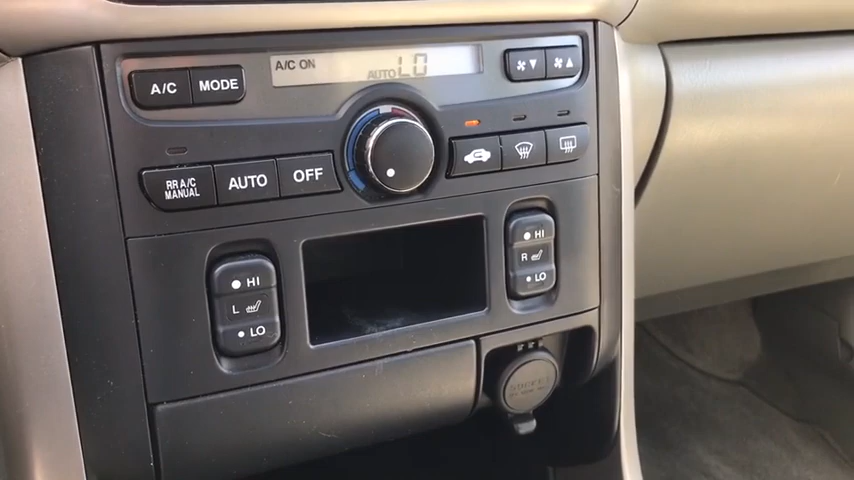 A/C ON
AUTO LO
A/C
MODE
RR A/C
MANUAL
AUTO
OFF
HI
L
LO
HI
R
LO